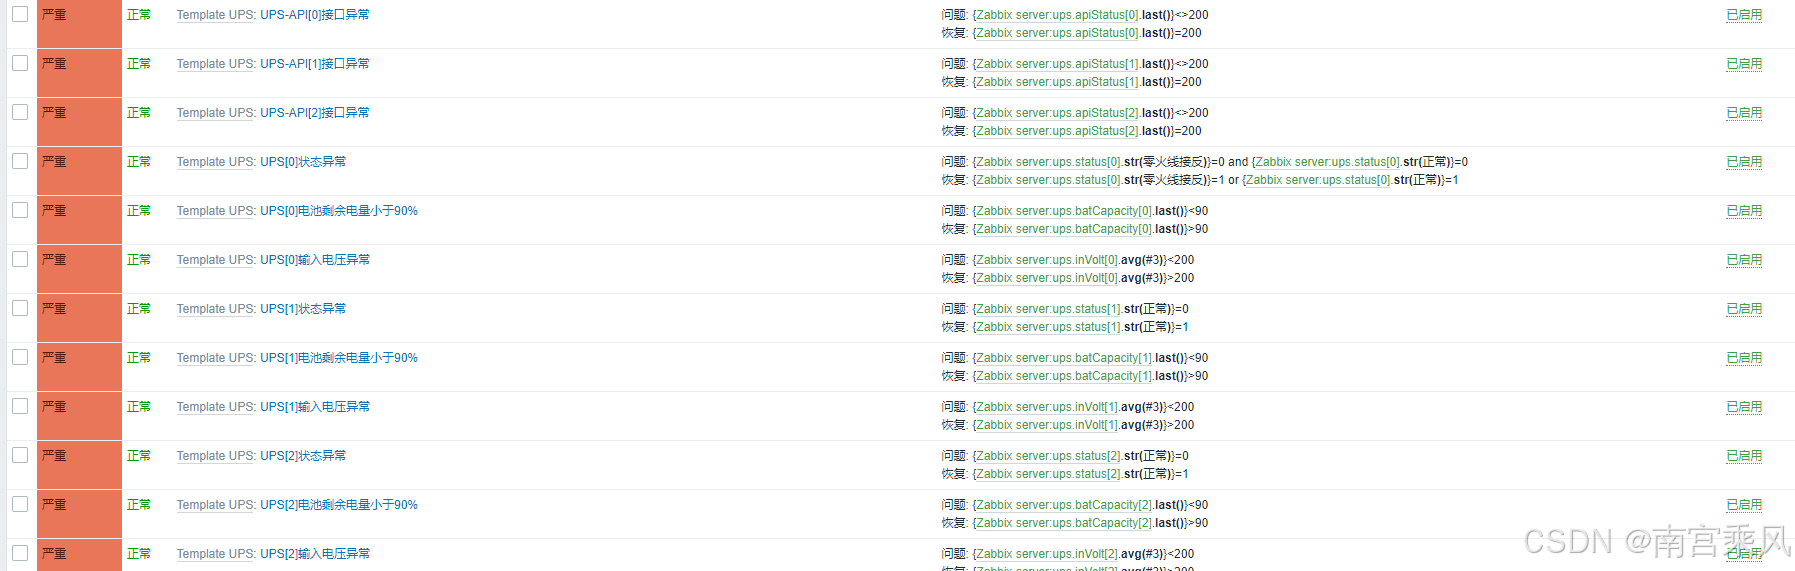 严重 正常 Template UPS: UPS-API[0]接口异常 问题: {Zabbix server:ups.apiStatus[0].last()}<>200 已启用
恢复: {Zabbix server:ups.apiStatus[0].last()}=200
严重 正常 Template UPS: UPS-API[1]接口异常 问题: {Zabbix server:ups.apiStatus[1].last()}<>200 已启用
恢复: {Zabbix server:ups.apiStatus[1].last()}=200
严重 正常 Template UPS: UPS-API[2]接口异常 问题: {Zabbix server:ups.apiStatus[2].last()}<>200 已启用
恢复: {Zabbix server:ups.apiStatus[2].last()}=200
严重 正常 Template UPS: UPS[0]状态异常 问题: {Zabbix server:ups.status[0].str(零火线接反)}=0 and {Zabbix server:ups.status[0].str(正常)}=0 已启用
恢复: {Zabbix server:ups.status[0].str(零火线接反)}=1 or {Zabbix server:ups.status[0].str(正常)}=1
严重 正常 Template UPS: UPS[0]电池剩余电量小于90% 问题: {Zabbix server:ups.batCapacity[0].last()}<90 已启用
恢复: {Zabbix server:ups.batCapacity[0].last()}>90
严重 正常 Template UPS: UPS[0]输入电压异常 问题: {Zabbix server:ups.inVolt[0].avg(#3)}<200 已启用
恢复: {Zabbix server:ups.inVolt[0].avg(#3)}>200
严重 正常 Template UPS: UPS[1]状态异常 问题: {Zabbix server:ups.status[1].str(正常)}=0 已启用
恢复: {Zabbix server:ups.status[1].str(正常)}=1
严重 正常 Template UPS: UPS[1]电池剩余电量小于90% 问题: {Zabbix server:ups.batCapacity[1].last()}<90 已启用
恢复: {Zabbix server:ups.batCapacity[1].last()}>90
严重 正常 Template UPS: UPS[1]输入电压异常 问题: {Zabbix server:ups.inVolt[1].avg(#3)}<200 已启用
恢复: {Zabbix server:ups.inVolt[1].avg(#3)}>200
严重 正常 Template UPS: UPS[2]状态异常 问题: {Zabbix server:ups.status[2].str(正常)}=0 已启用
恢复: {Zabbix server:ups.status[2].str(正常)}=1
严重 正常 Template UPS: UPS[2]电池剩余电量小于90% 问题: {Zabbix server:ups.batCapacity[2].last()}<90 已启用
恢复: {Zabbix server:ups.batCapacity[2].last()}>90
严重 正常 Template UPS: UPS[2]输入电压异常 问题: {Zabbix server:ups.inVolt[2].avg(#3)}<200 已启用
恢复: {Zabbix server:ups.inVolt[2].avg(#3)}>200
CSDN @南宫乘风